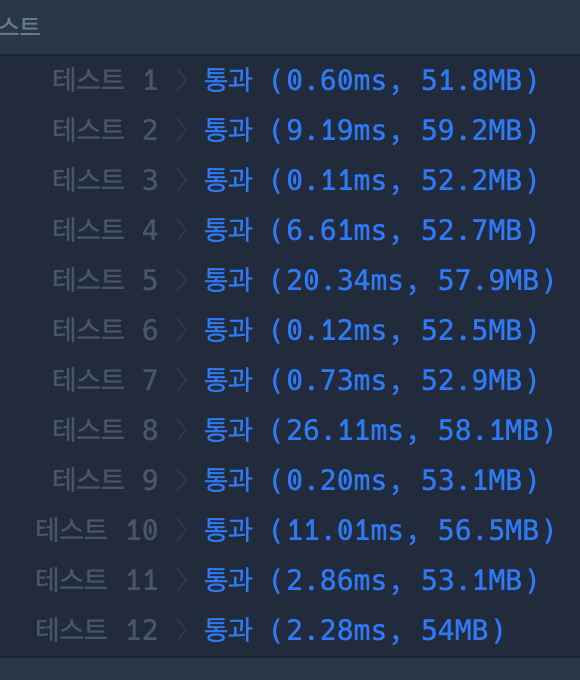 스트
테스트 1 〉 통과 (0.60ms, 51.8MB)
테스트 2 〉 통과 (9.19ms, 59.2MB)
테스트 3 〉 통과 (0.11ms, 52.2MB)
테스트 4 〉 통과 (6.61ms, 52.7MB)
테스트 5 〉 통과 (20.34ms, 57.9MB)
테스트 6 〉 통과 (0.12ms, 52.5MB)
테스트 7 〉 통과 (0.73ms, 52.9MB)
테스트 8 〉 통과 (26.11ms, 58.1MB)
테스트 9 〉 통과 (0.20ms, 53.1MB)
테스트 10 〉 통과 (11.01ms, 56.5MB)
테스트 11 〉 통과 (2.86ms, 53.1MB)
테스트 12 〉 통과 (2.28ms, 54MB)